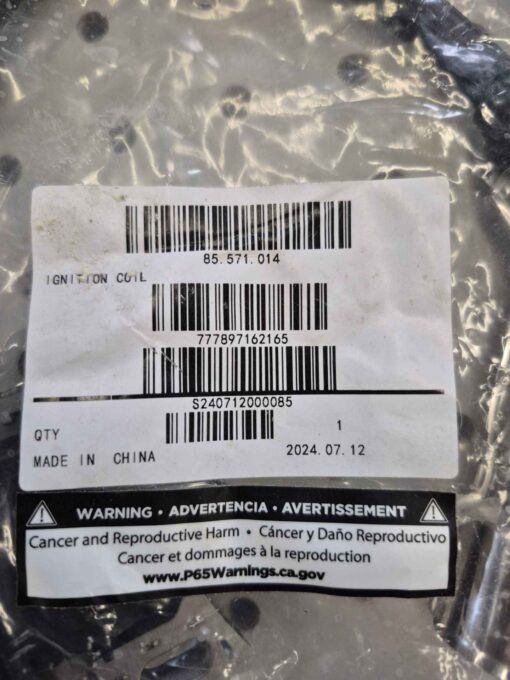 85.571.014
IGNITION COIL
777897162165
S240712000085
QTY 1
MADE IN CHINA 2024.07.12
WARNING • ADVERTENCIA • AVERTISSEMENT
Cancer and Reproductive Harm • Cáncer y Daño Reproductivo
Cancer et dommages à la reproduction
www.P65Warnings.ca.gov